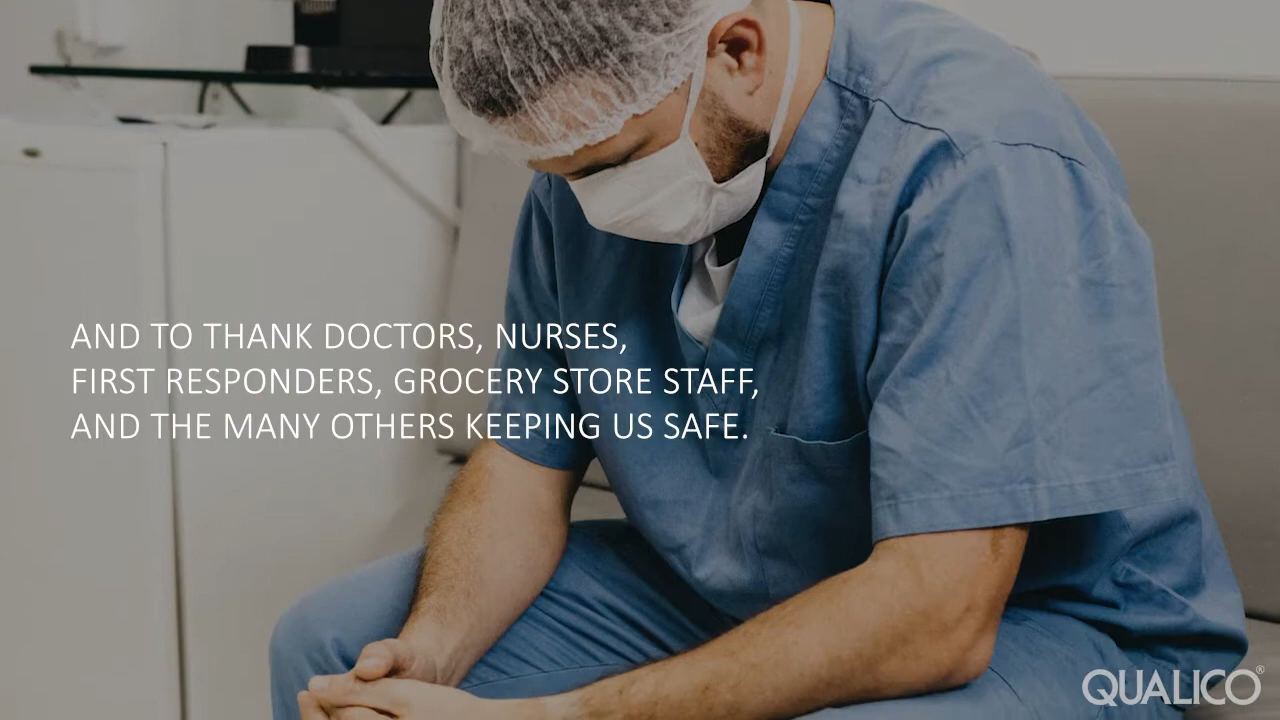 AND TO THANK DOCTORS, NURSES,
FIRST RESPONDERS, GROCERY STORE STAFF,
AND THE MANY OTHERS KEEPING US SAFE.
QUALICO®